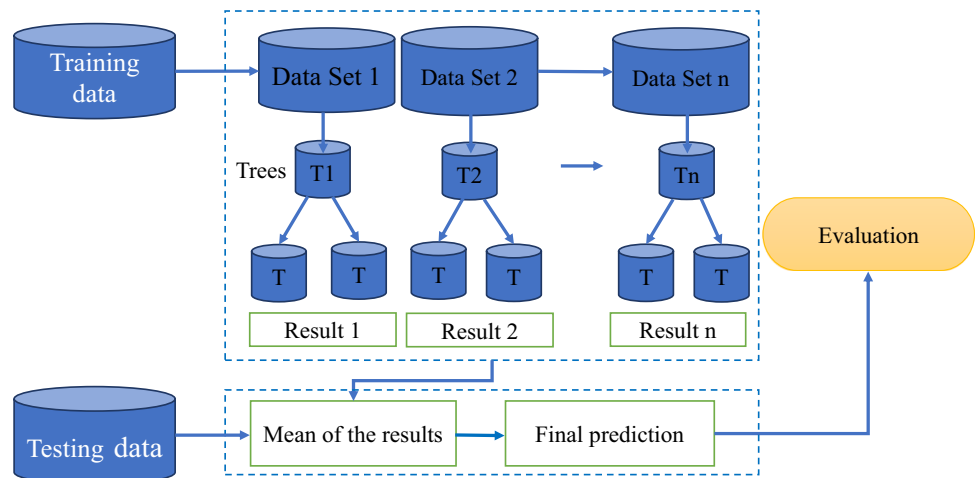 Training
data
Data Set 1
Data Set 2
Data Set n
Trees
T1
T2
Tn
T
T
T
T
T
T
Result 1
Result 2
Result n
Evaluation
Testing data
Mean of the results
Final prediction